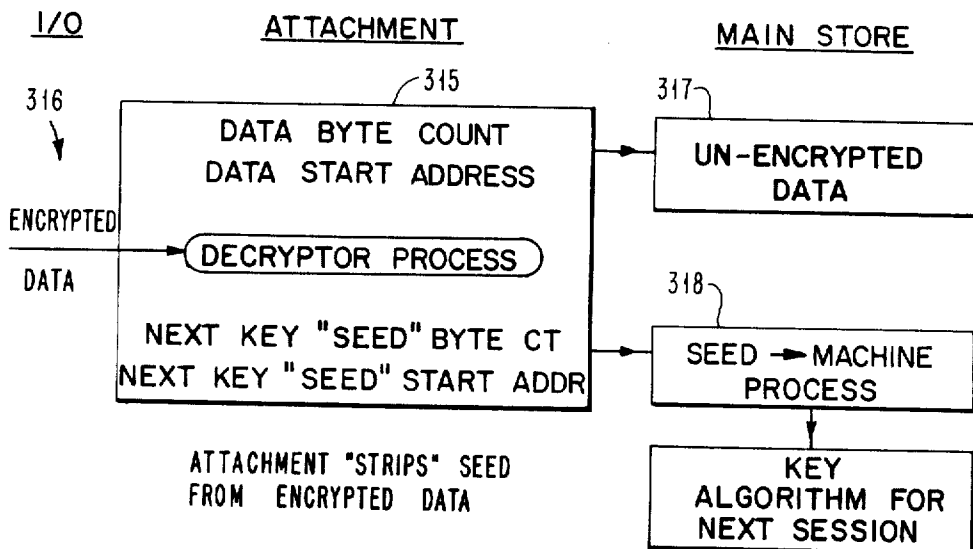 I/O
ATTACHMENT
MAIN STORE
316
315
317
318
DATA BYTE COUNT
DATA START ADDRESS
ENCRYPTED
DATA
DECRYPTOR PROCESS
NEXT KEY "SEED" BYTE CT
NEXT KEY "SEED" START ADDR
ATTACHMENT "STRIPS" SEED
FROM ENCRYPTED DATA
UN-ENCRYPTED
DATA
SEED → MACHINE
PROCESS
KEY
ALGORITHM FOR
NEXT SESSION